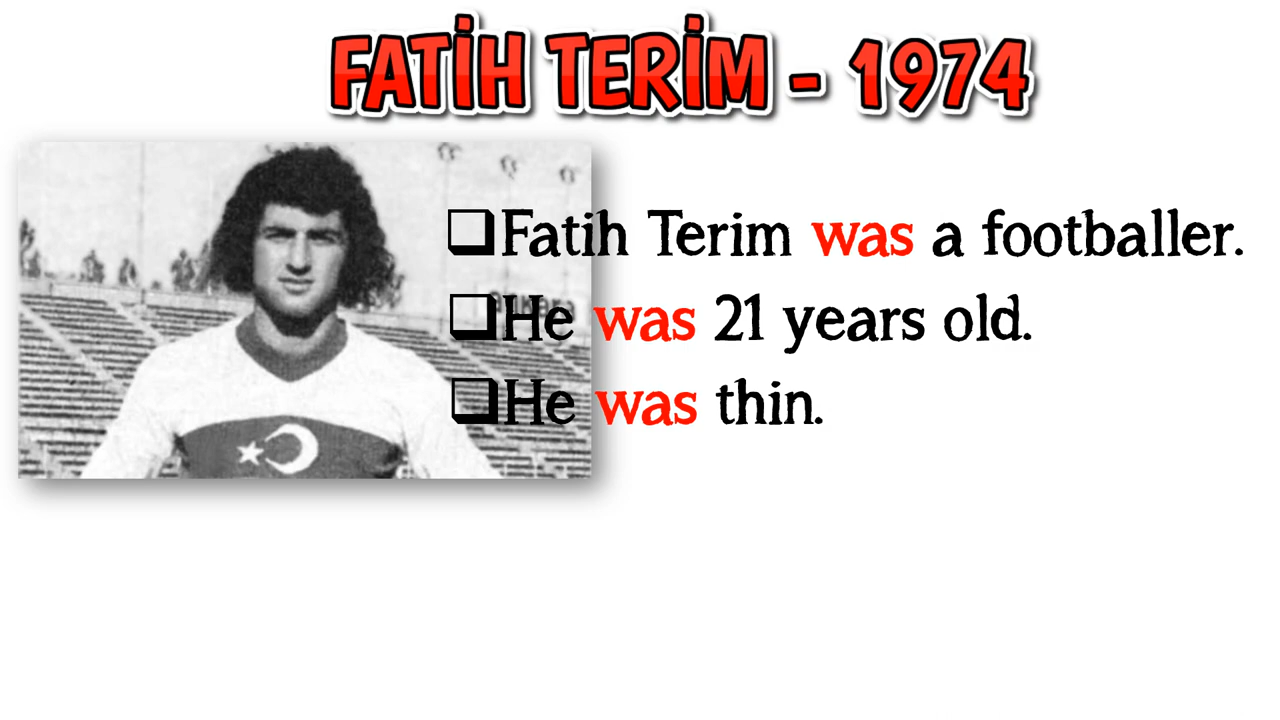 FATİH TERİM - 1974
❑Fatih Terim was a footballer.
❑He was 21 years old.
❑He was thin.